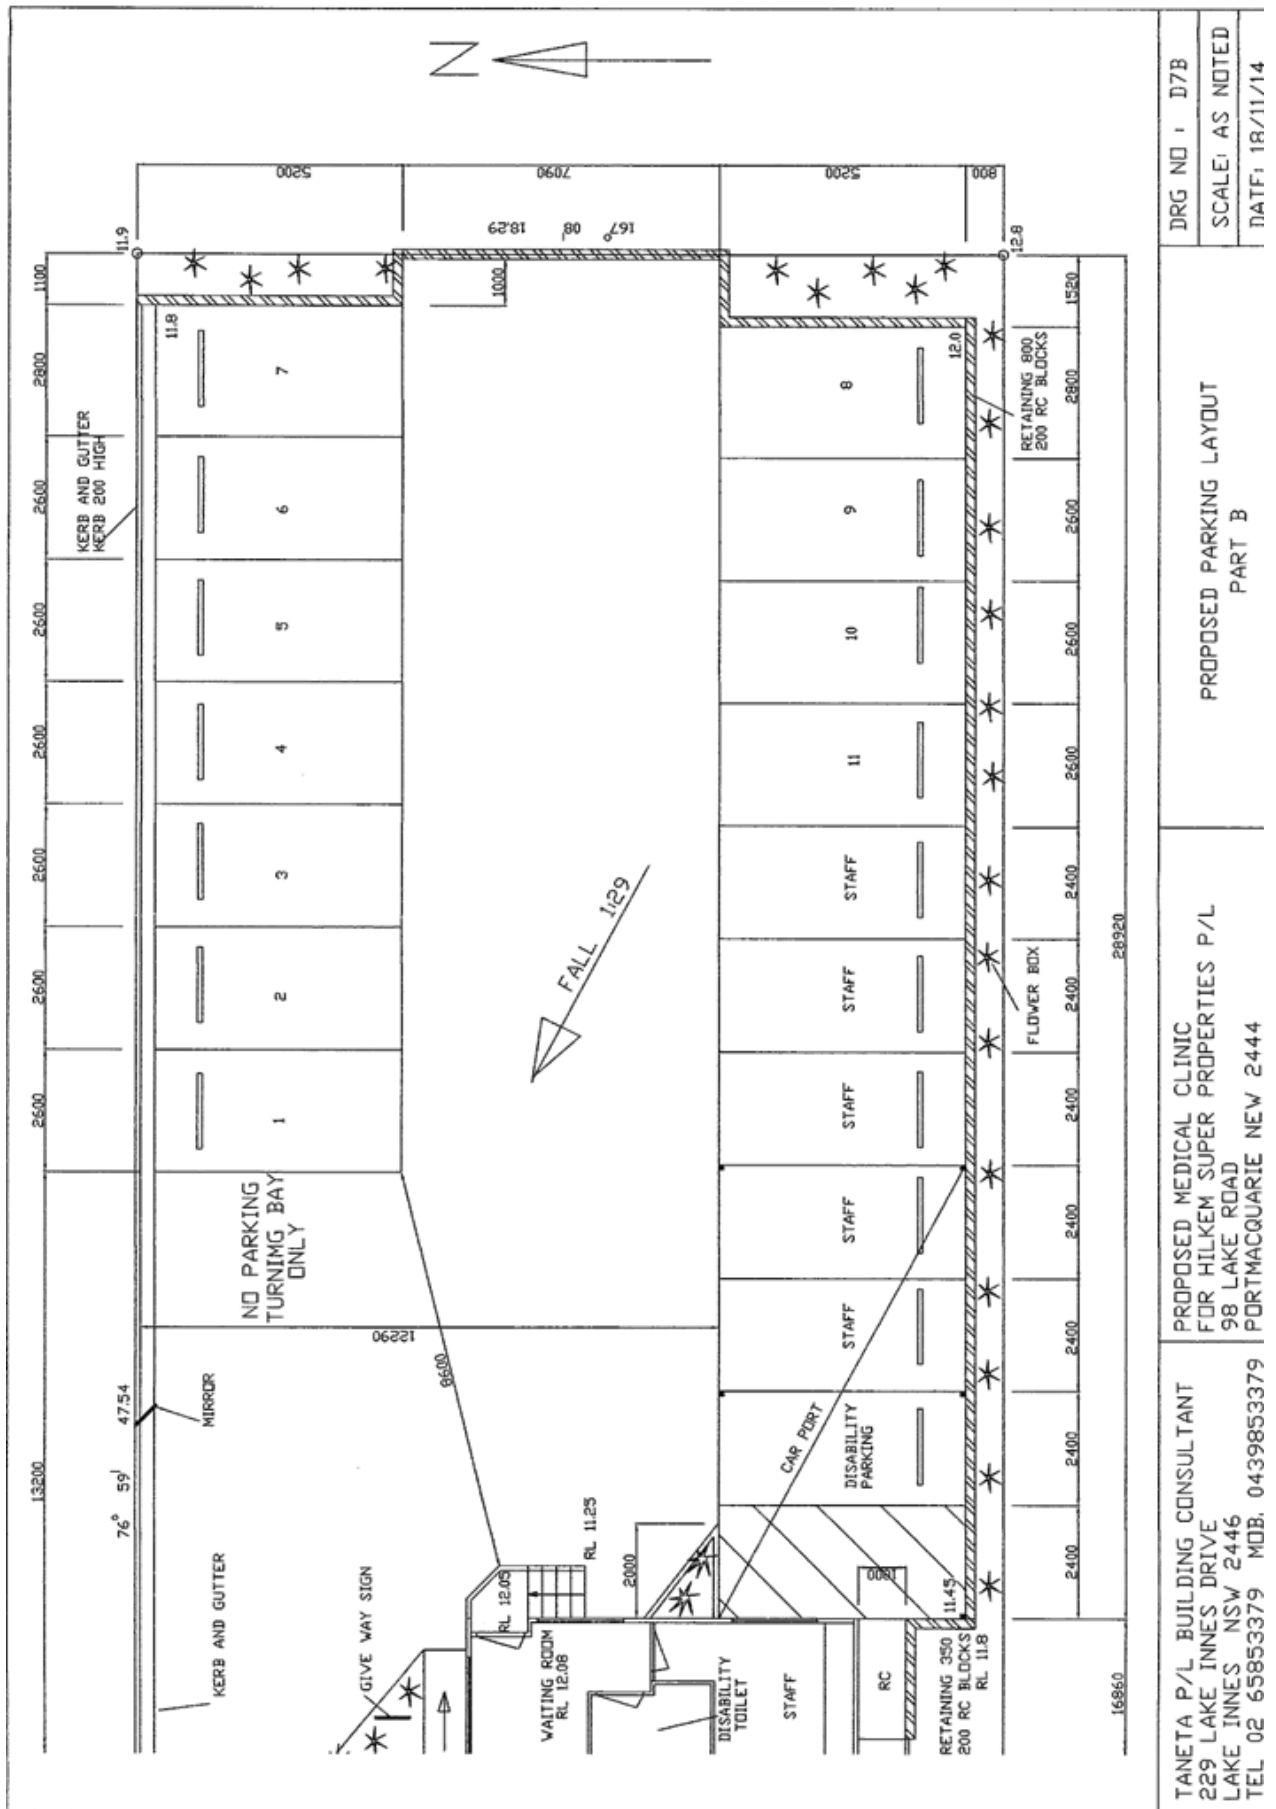 N
13200
2600
2600
2600
2600
2600
2600
2800
1100
76° 59' 47.54
11.9
KERB AND GUTTER
KERB AND GUTTER
KERB 200 HIGH
MIRROR
GIVE WAY SIGN
NO PARKING
TURNIMG BAY
ONLY
1
2
3
4
5
6
7
11.8
5200
7090
5200
800
18.29
167° 08'
1000
12290
8600
FALL 1:29
RL 12.05
RL 11.25
2000
WAITING ROOM
RL 12.08
DISABILITY
TOILET
STAFF
RC
RETAINING 350
200 RC BLOCKS
RL 11.8
11.45
1000
CAR PORT
DISABILITY
PARKING
STAFF
STAFF
STAFF
STAFF
STAFF
11
10
9
8
12.0
12.8
FLOWER BOX
RETAINING 800
200 RC BLOCKS
2400
2400
2400
2400
2400
2400
2400
2600
2600
2600
2800
1520
16860
28920
TANETA P/L BUILDING CONSULTANT
229 LAKE INNES DRIVE
LAKE INNES NSW 2446
TEL 02 65853379 MOB. 0439853379
PROPOSED MEDICAL CLINIC
FOR HILKEM SUPER PROPERTIES P/L
98 LAKE ROAD
PORTMACQUARIE NEW 2444
PROPOSED PARKING LAYOUT
PART B
DRG NO : D7B
SCALE: AS NOTED
DATE: 18/11/14